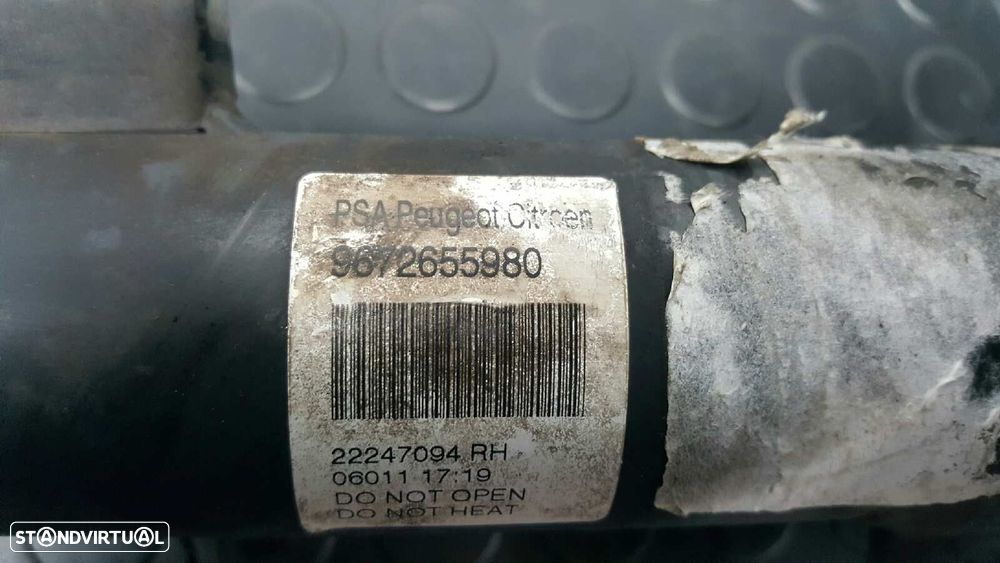 PSA Peugeot Citroen
9672655980
22247094 RH
06011 17:19
DO NOT OPEN
DO NOT HEAT
STANDVIRTUAL